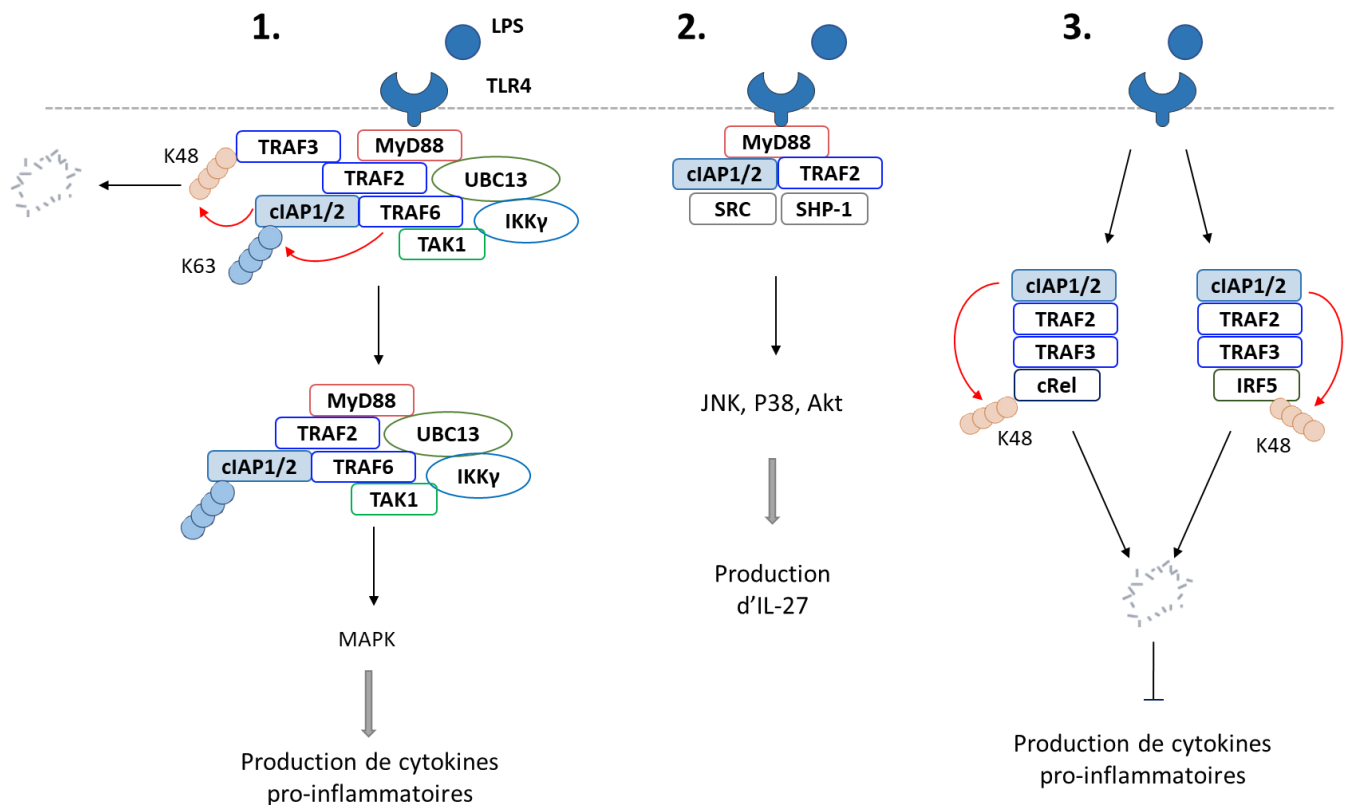 1.
LPS
TLR4
K48
TRAF3
MyD88
TRAF2
UBC13
cIAP1/2
TRAF6
IKKγ
TAK1
K63
MyD88
TRAF2
UBC13
cIAP1/2
TRAF6
IKKγ
TAK1
MAPK
Production de cytokines
pro-inflammatoires
2.
MyD88
cIAP1/2
TRAF2
SRC
SHP-1
JNK, P38, Akt
Production
d’IL-27
3.
cIAP1/2
TRAF2
TRAF3
cRel
K48
cIAP1/2
TRAF2
TRAF3
IRF5
K48
Production de cytokines
pro-inflammatoires